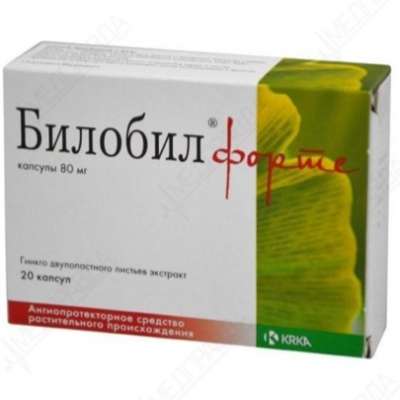 Билобил® форте
капсулы 80 мг
Гинкго двулопастного листьев экстракт
20 капсул
Ангиопротекторное средство
растительного происхождения
KRKA